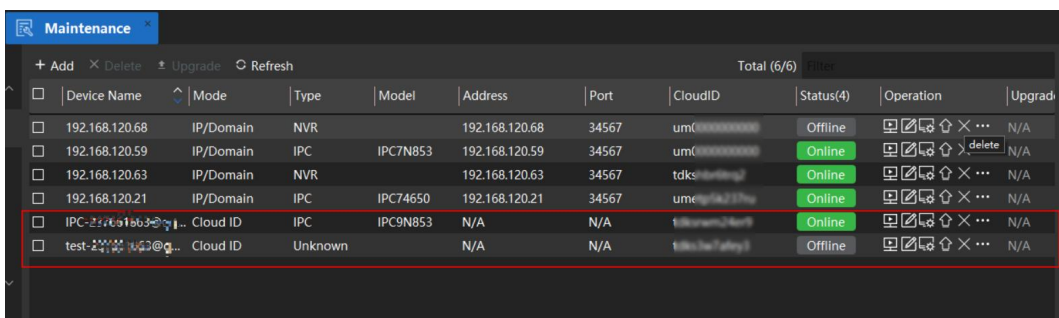 Maintenance ×
+ Add × Delete Upgrade Refresh Total (6/6) Filter
Device Name Mode Type Model Address Port CloudID Status(4) Operation Upgrad
192.168.120.68 IP/Domain NVR 192.168.120.68 34567 Offline N/A
192.168.120.59 IP/Domain IPC IPC7N853 192.168.120.59 34567 Online delete N/A
192.168.120.63 IP/Domain NVR 192.168.120.63 34567 Online N/A
192.168.120.21 IP/Domain IPC IPC74650 192.168.120.21 34567 Online N/A
Cloud ID IPC IPC9N853 N/A N/A Online N/A
Cloud ID Unknown N/A N/A Offline N/A